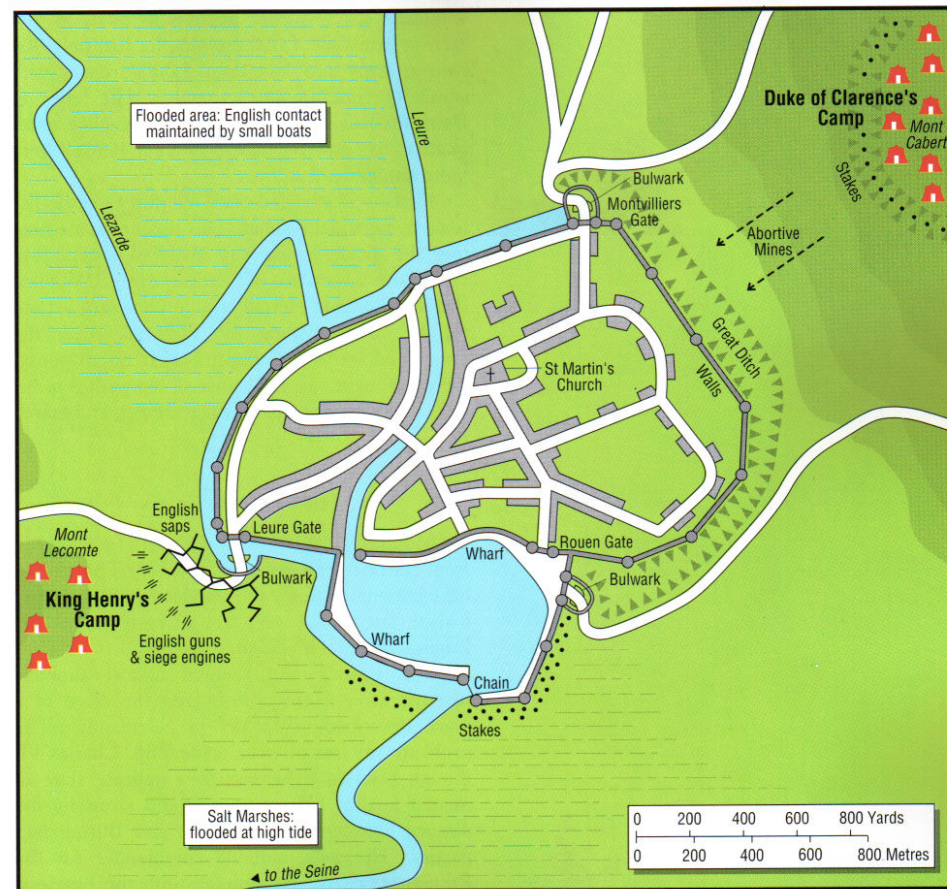 Flooded area: English contact
maintained by small boats
Leure
Lezarde
Duke of Clarence's
Camp
Mont
Cabert
Stakes
Bulwark
Montvilliers
Gate
Abortive
Mines
Great Ditch
Walls
St Martin's
Church
English
saps
Leure Gate
Mont
Lecomte
King Henry's
Camp
Bulwark
English guns
& siege engines
Wharf
Rouen Gate
Bulwark
Wharf
Chain
Stakes
Salt Marshes:
flooded at high tide
to the Seine
0 200 400 600 800 Yards
0 200 400 600 800 Metres